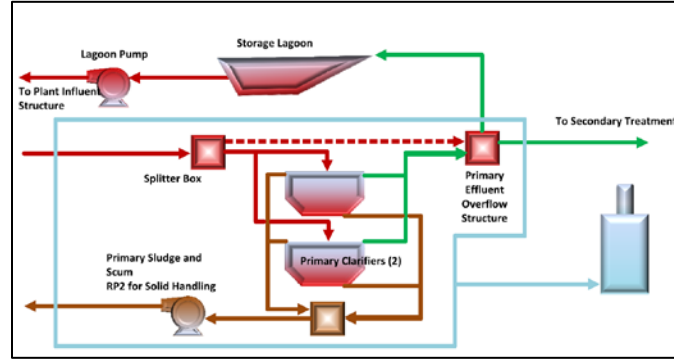 Storage Lagoon
Lagoon Pump
To Plant Influent
Structure
To Secondary Treatment
Splitter Box
Primary
Effluent
Overflow
Structure
Primary Clarifiers (2)
Primary Sludge and
Scum
RP2 for Solid Handling